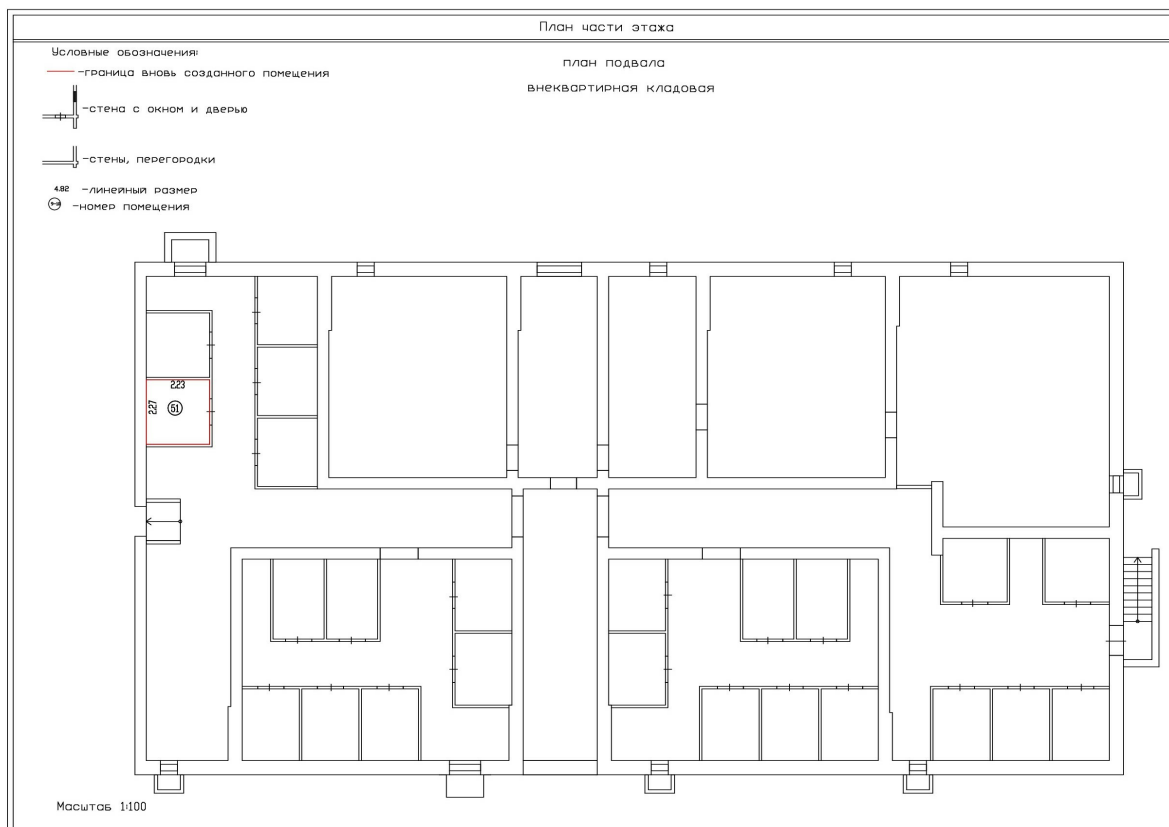 План части этажа
Условные обозначения:
-граница вновь созданного помещения
-стена с окном и дверью
-стены, перегородки
4.82 -линейный размер
-номер помещения
план подвала
внеквартирная кладовая
2.23
2.27
51
Масштаб 1:100